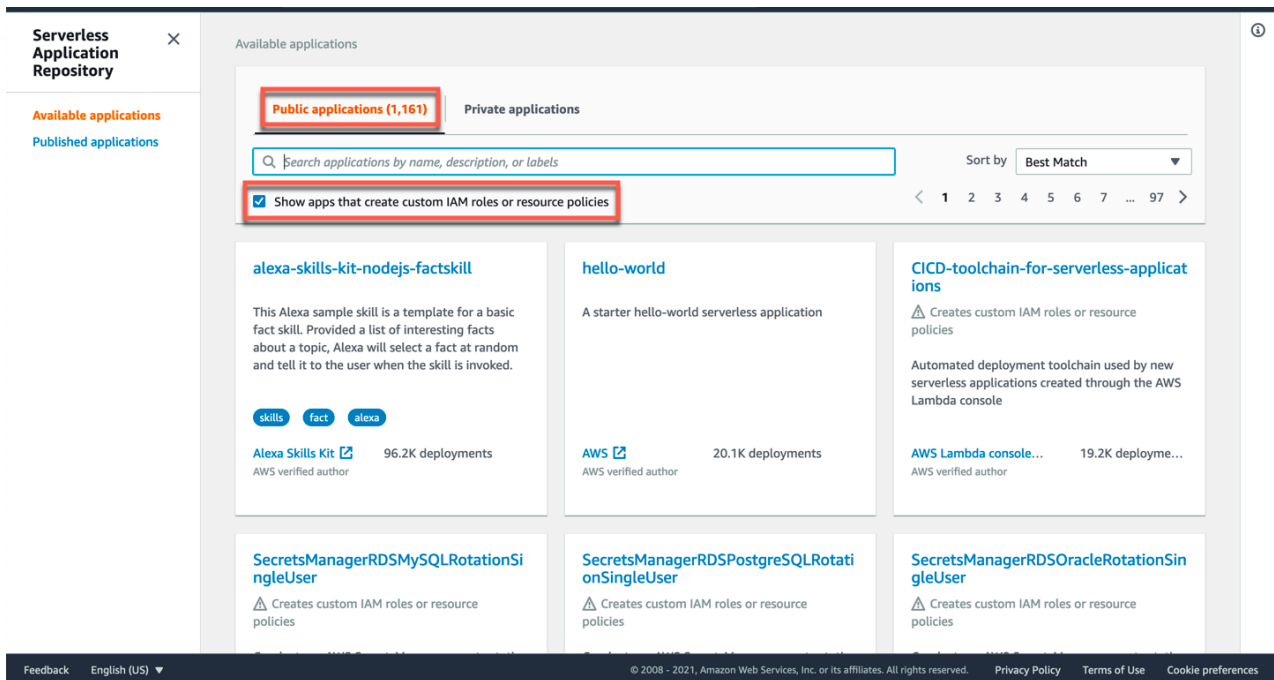 Serverless
Application
Repository
Available applications
Published applications
Available applications
Public applications (1,161)
Private applications
Search applications by name, description, or labels
Sort by
Best Match
Show apps that create custom IAM roles or resource policies
1 2 3 4 5 6 7 ... 97
alexa-skills-kit-nodejs-factskill
This Alexa sample skill is a template for a basic
fact skill. Provided a list of interesting facts
about a topic, Alexa will select a fact at random
and tell it to the user when the skill is invoked.
skills fact alexa
Alexa Skills Kit 96.2K deployments
AWS verified author
hello-world
A starter hello-world serverless application
AWS 20.1K deployments
AWS verified author
CICD-toolchain-for-serverless-applicat
ions
Creates custom IAM roles or resource
policies
Automated deployment toolchain used by new
serverless applications created through the AWS
Lambda console
AWS Lambda console... 19.2K deployme...
AWS verified author
SecretsManagerRDSMySQLRotationSi
ngleUser
Creates custom IAM roles or resource
policies
SecretsManagerRDSPostgreSQLRotati
onSingleUser
Creates custom IAM roles or resource
policies
SecretsManagerRDSOracleRotationSin
gleUser
Creates custom IAM roles or resource
policies
Feedback English (US) © 2008 - 2021, Amazon Web Services, Inc. or its affiliates. All rights reserved. Privacy Policy Terms of Use Cookie preferences